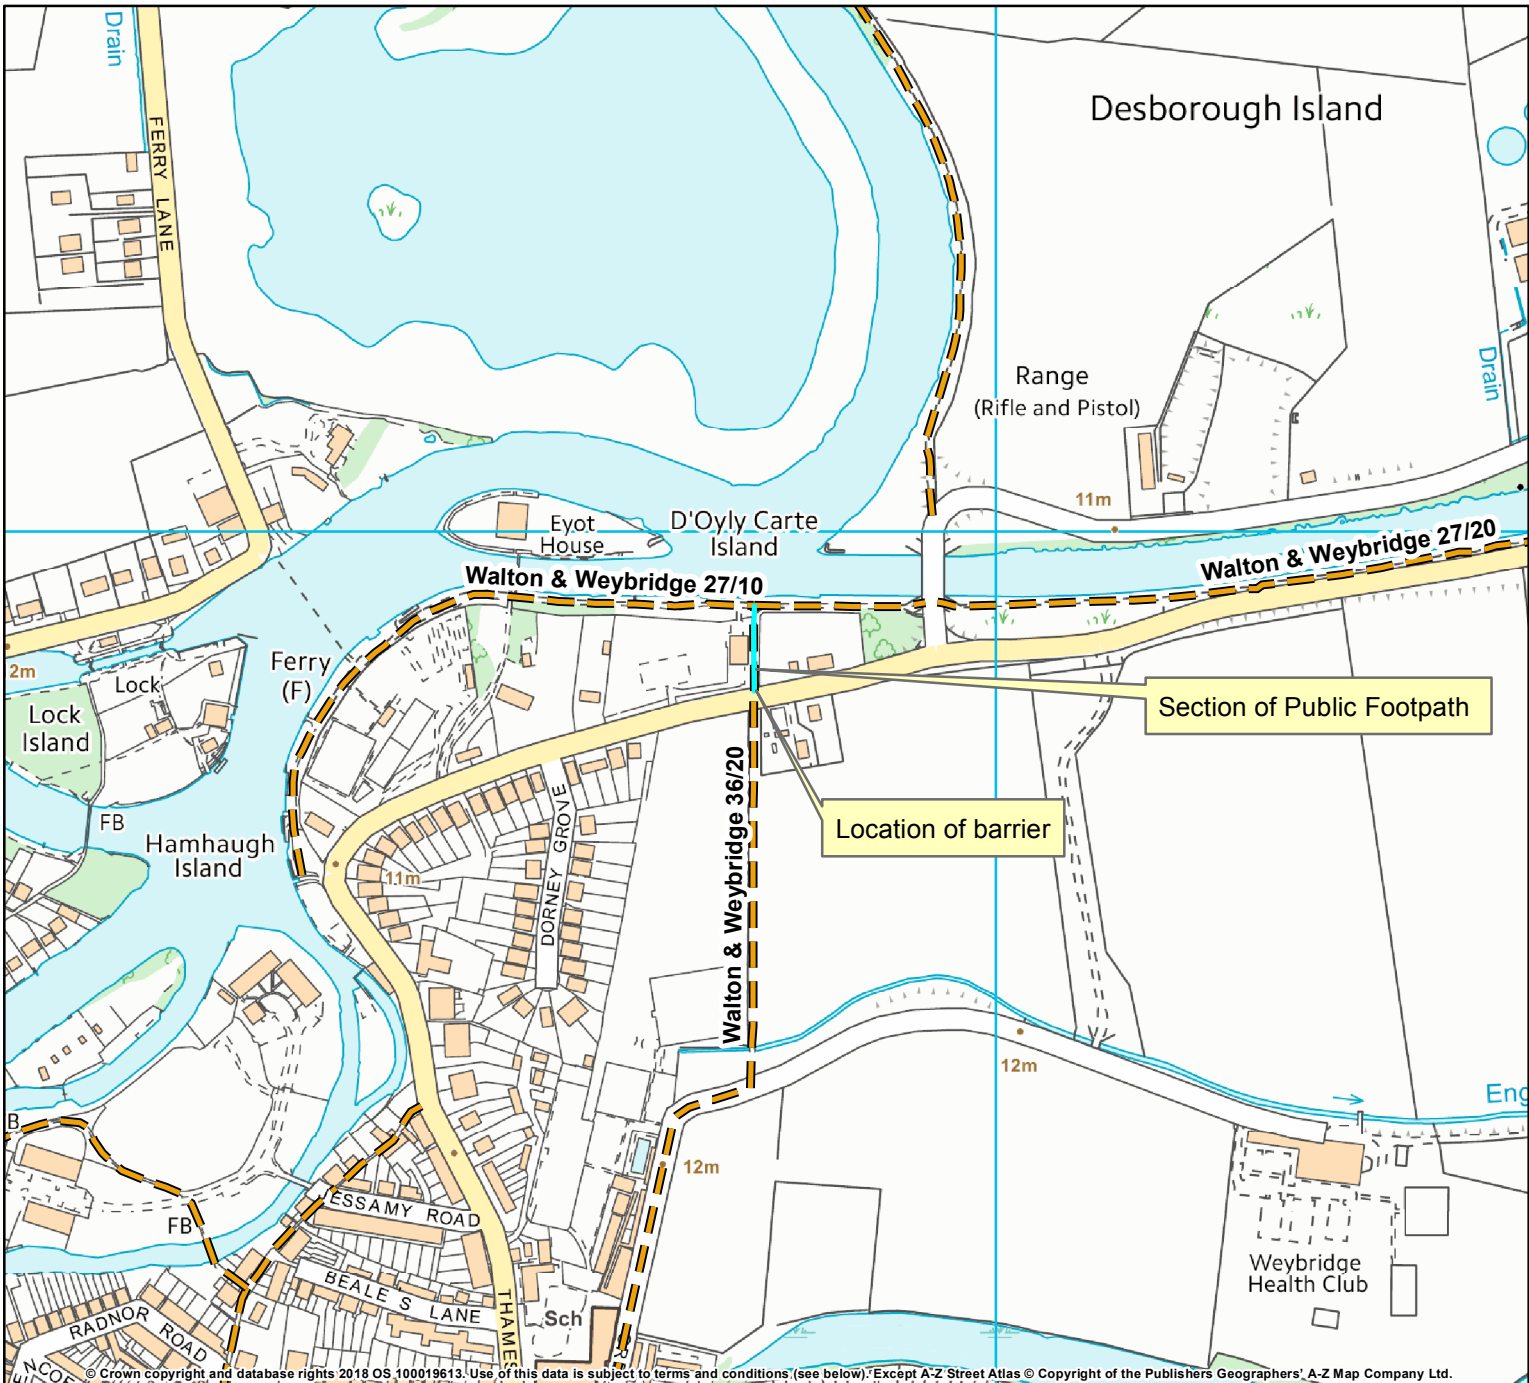 Drain
FERRY LANE
Desborough Island
Range
(Rifle and Pistol)
Drain
11m
Eyot
House
D'Oyly Carte
Island
Walton & Weybridge 27/10
Walton & Weybridge 27/20
2m
Lock
Lock
Island
Ferry
(F)
Section of Public Footpath
Location of barrier
FB
Hamhaugh
Island
11m
DORNEY GROVE
Walton & Weybridge 36/20
12m
Eng
B
12m
FB
ESSAMY ROAD
BEALE S LANE
RADNOR ROAD
THAMES
Sch
Weybridge
Health Club
© Crown copyright and database rights 2018 OS 100019613. Use of this data is subject to terms and conditions (see below). Except A-Z Street Atlas © Copyright of the Publishers Geographers' A-Z Map Company Ltd.